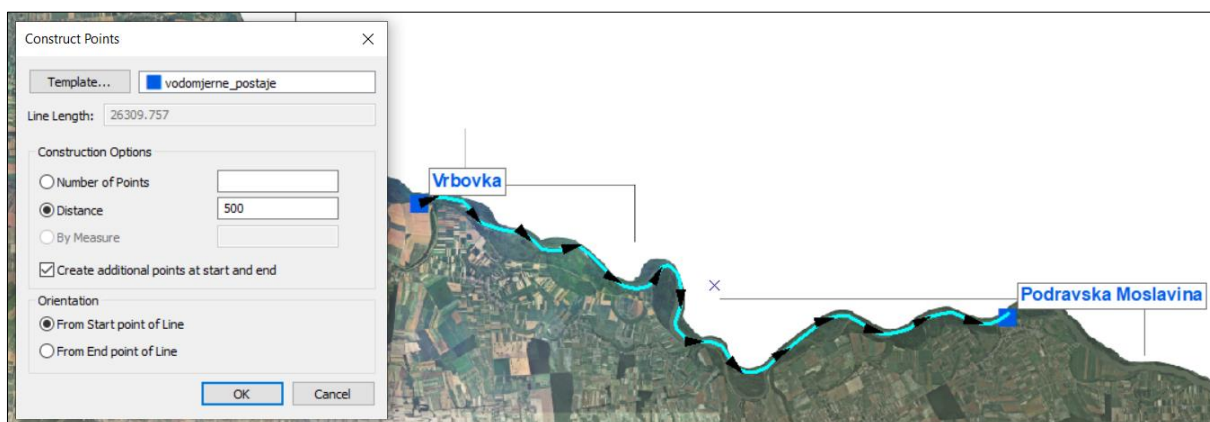 Construct Points
Template...
vodomjerne_postaje
Line Length:
26309.757
Construction Options
Number of Points
Distance
500
By Measure
Create additional points at start and end
Orientation
From Start point of Line
From End point of Line
OK
Cancel
Vrbovka
Podravska Moslavina